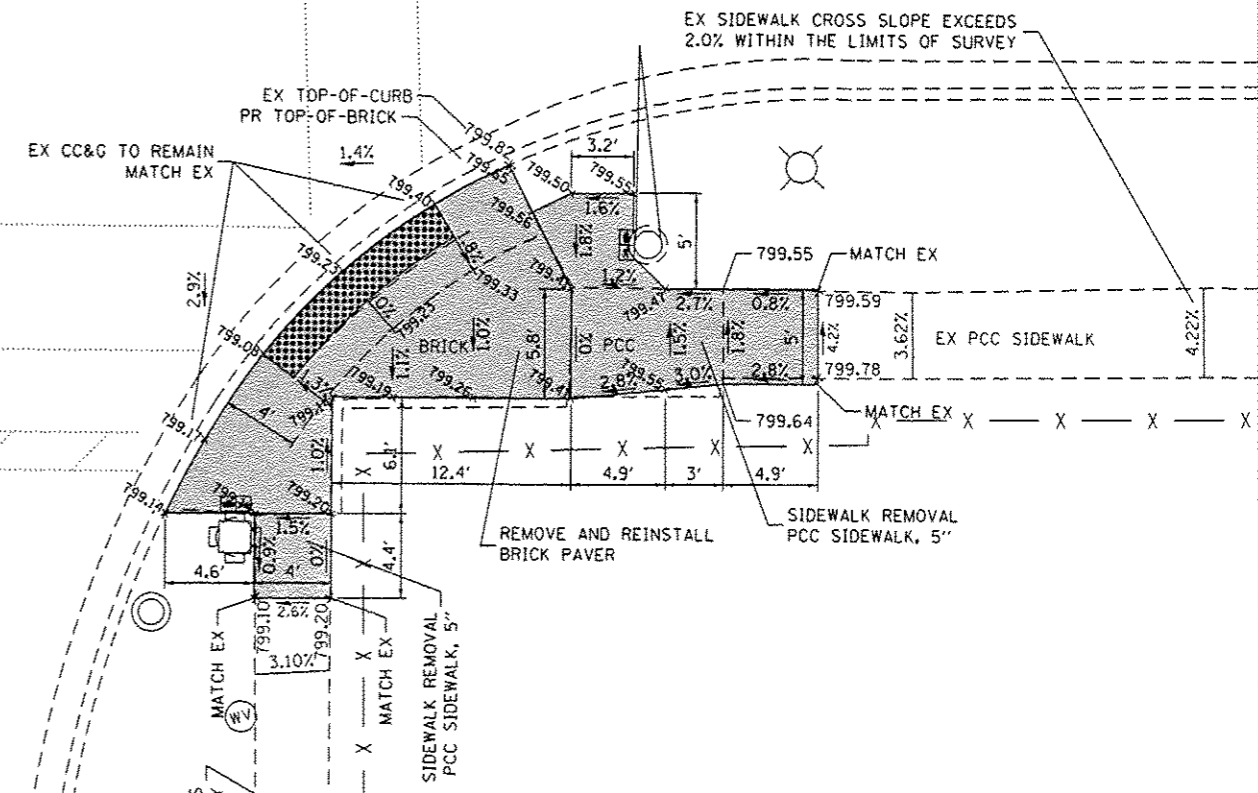 EX SIDEWALK CROSS SLOPE EXCEEDS
2.0% WITHIN THE LIMITS OF SURVEY
EX TOP-OF-CURB
PR TOP-OF-BRICK
EX CC&G TO REMAIN
MATCH EX
1.4%
799.82
799.65
799.50
3.2'
799.55
799.40
799.56
1.6%
1.8%
5'
799.23
799.33
799.47
1.2%
799.55
MATCH EX
2.9%
0%
799.23
799.47
2.7%
0.8%
799.59
799.08
BRICK
1.0%
5.8'
0%
PCC
1.5%
1.8%
5'
4.2%
3.62%
EX PCC SIDEWALK
4.22%
1.1%
1.3%
799.19
799.26
799.41
2.8%
3.0%
2.8%
799.78
4'
799.17
MATCH EX
799.64
1.0%
6.1'
X X X X X X X X
12.4'
4.9'
3'
4.9'
799.14
799.20
1.5%
REMOVE AND REINSTALL
BRICK PAVER
SIDEWALK REMOVAL
PCC SIDEWALK, 5"
0.9%
0%
4.4'
4.6'
4'
2.6%
799.10
799.20
3.10%
MATCH EX
MATCH EX
SIDEWALK REMOVAL
PCC SIDEWALK, 5"
X
X
X
X
WV